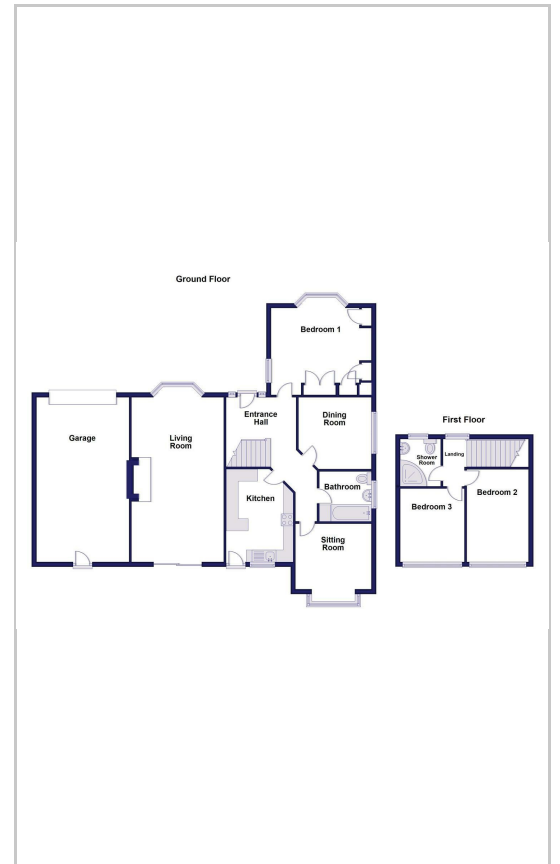 Ground Floor
Bedroom 1
Garage
Living
Room
Entrance
Hall
Dining
Room
Kitchen
Bathroom
Sitting
Room
First Floor
Shower
Room
Landing
Bedroom 3
Bedroom 2